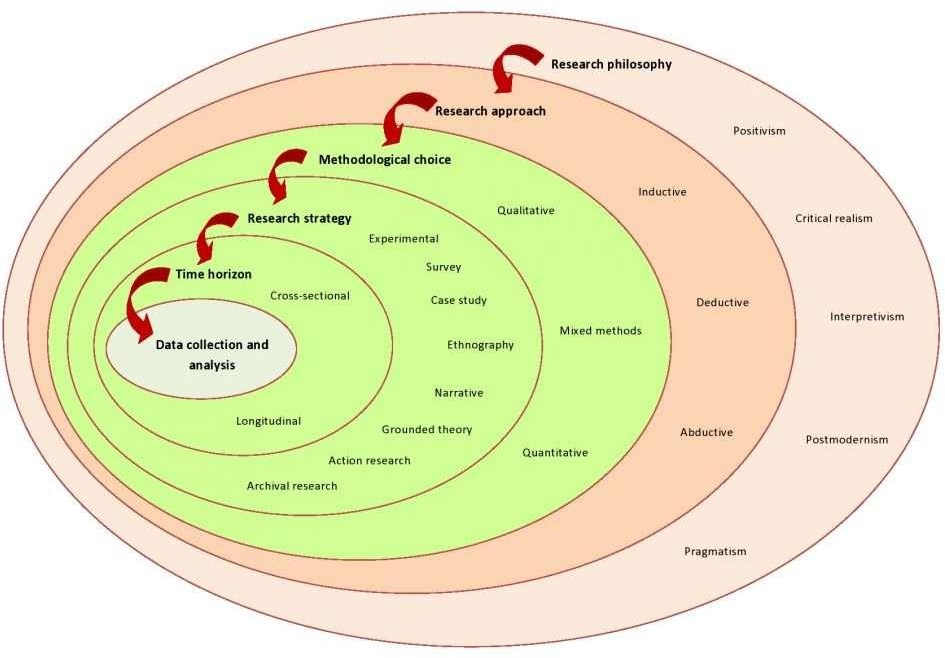 Research philosophy
Research approach
Positivism
Methodological choice
Inductive
Qualitative
Research strategy
Critical realism
Experimental
Survey
Time horizon
Cross-sectional
Case study
Deductive
Interpretivism
Mixed methods
Ethnography
Data collection and
analysis
Narrative
Longitudinal
Grounded theory
Abductive
Postmodernism
Quantitative
Action research
Archival research
Pragmatism